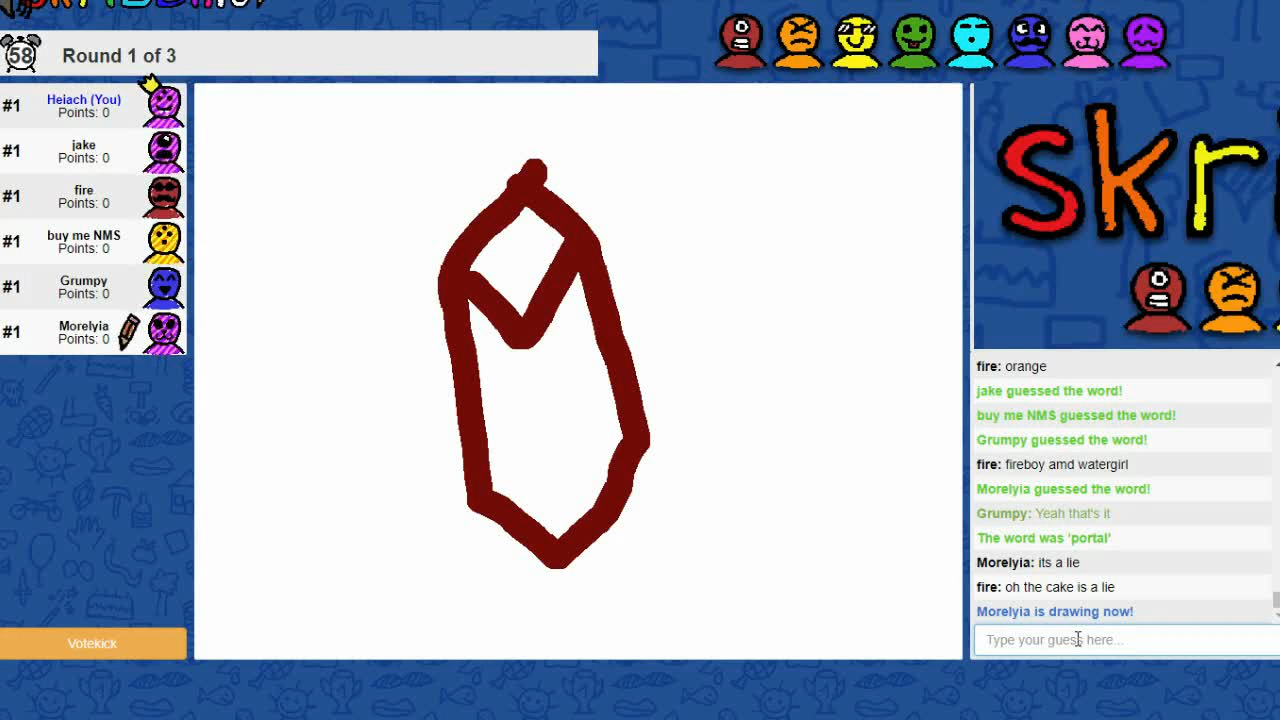 58
Round 1 of 3
#1 Heiach (You)
Points: 0
#1 jake
Points: 0
#1 fire
Points: 0
#1 buy me NMS
Points: 0
#1 Grumpy
Points: 0
#1 Morelyia
Points: 0
Votekick
skr
fire: orange
jake guessed the word!
buy me NMS guessed the word!
Grumpy guessed the word!
fire: fireboy amd watergirl
Morelyia guessed the word!
Grumpy: Yeah that's it
The word was 'portal'
Morelyia: its a lie
fire: oh the cake is a lie
Morelyia is drawing now!
Type your guess here...